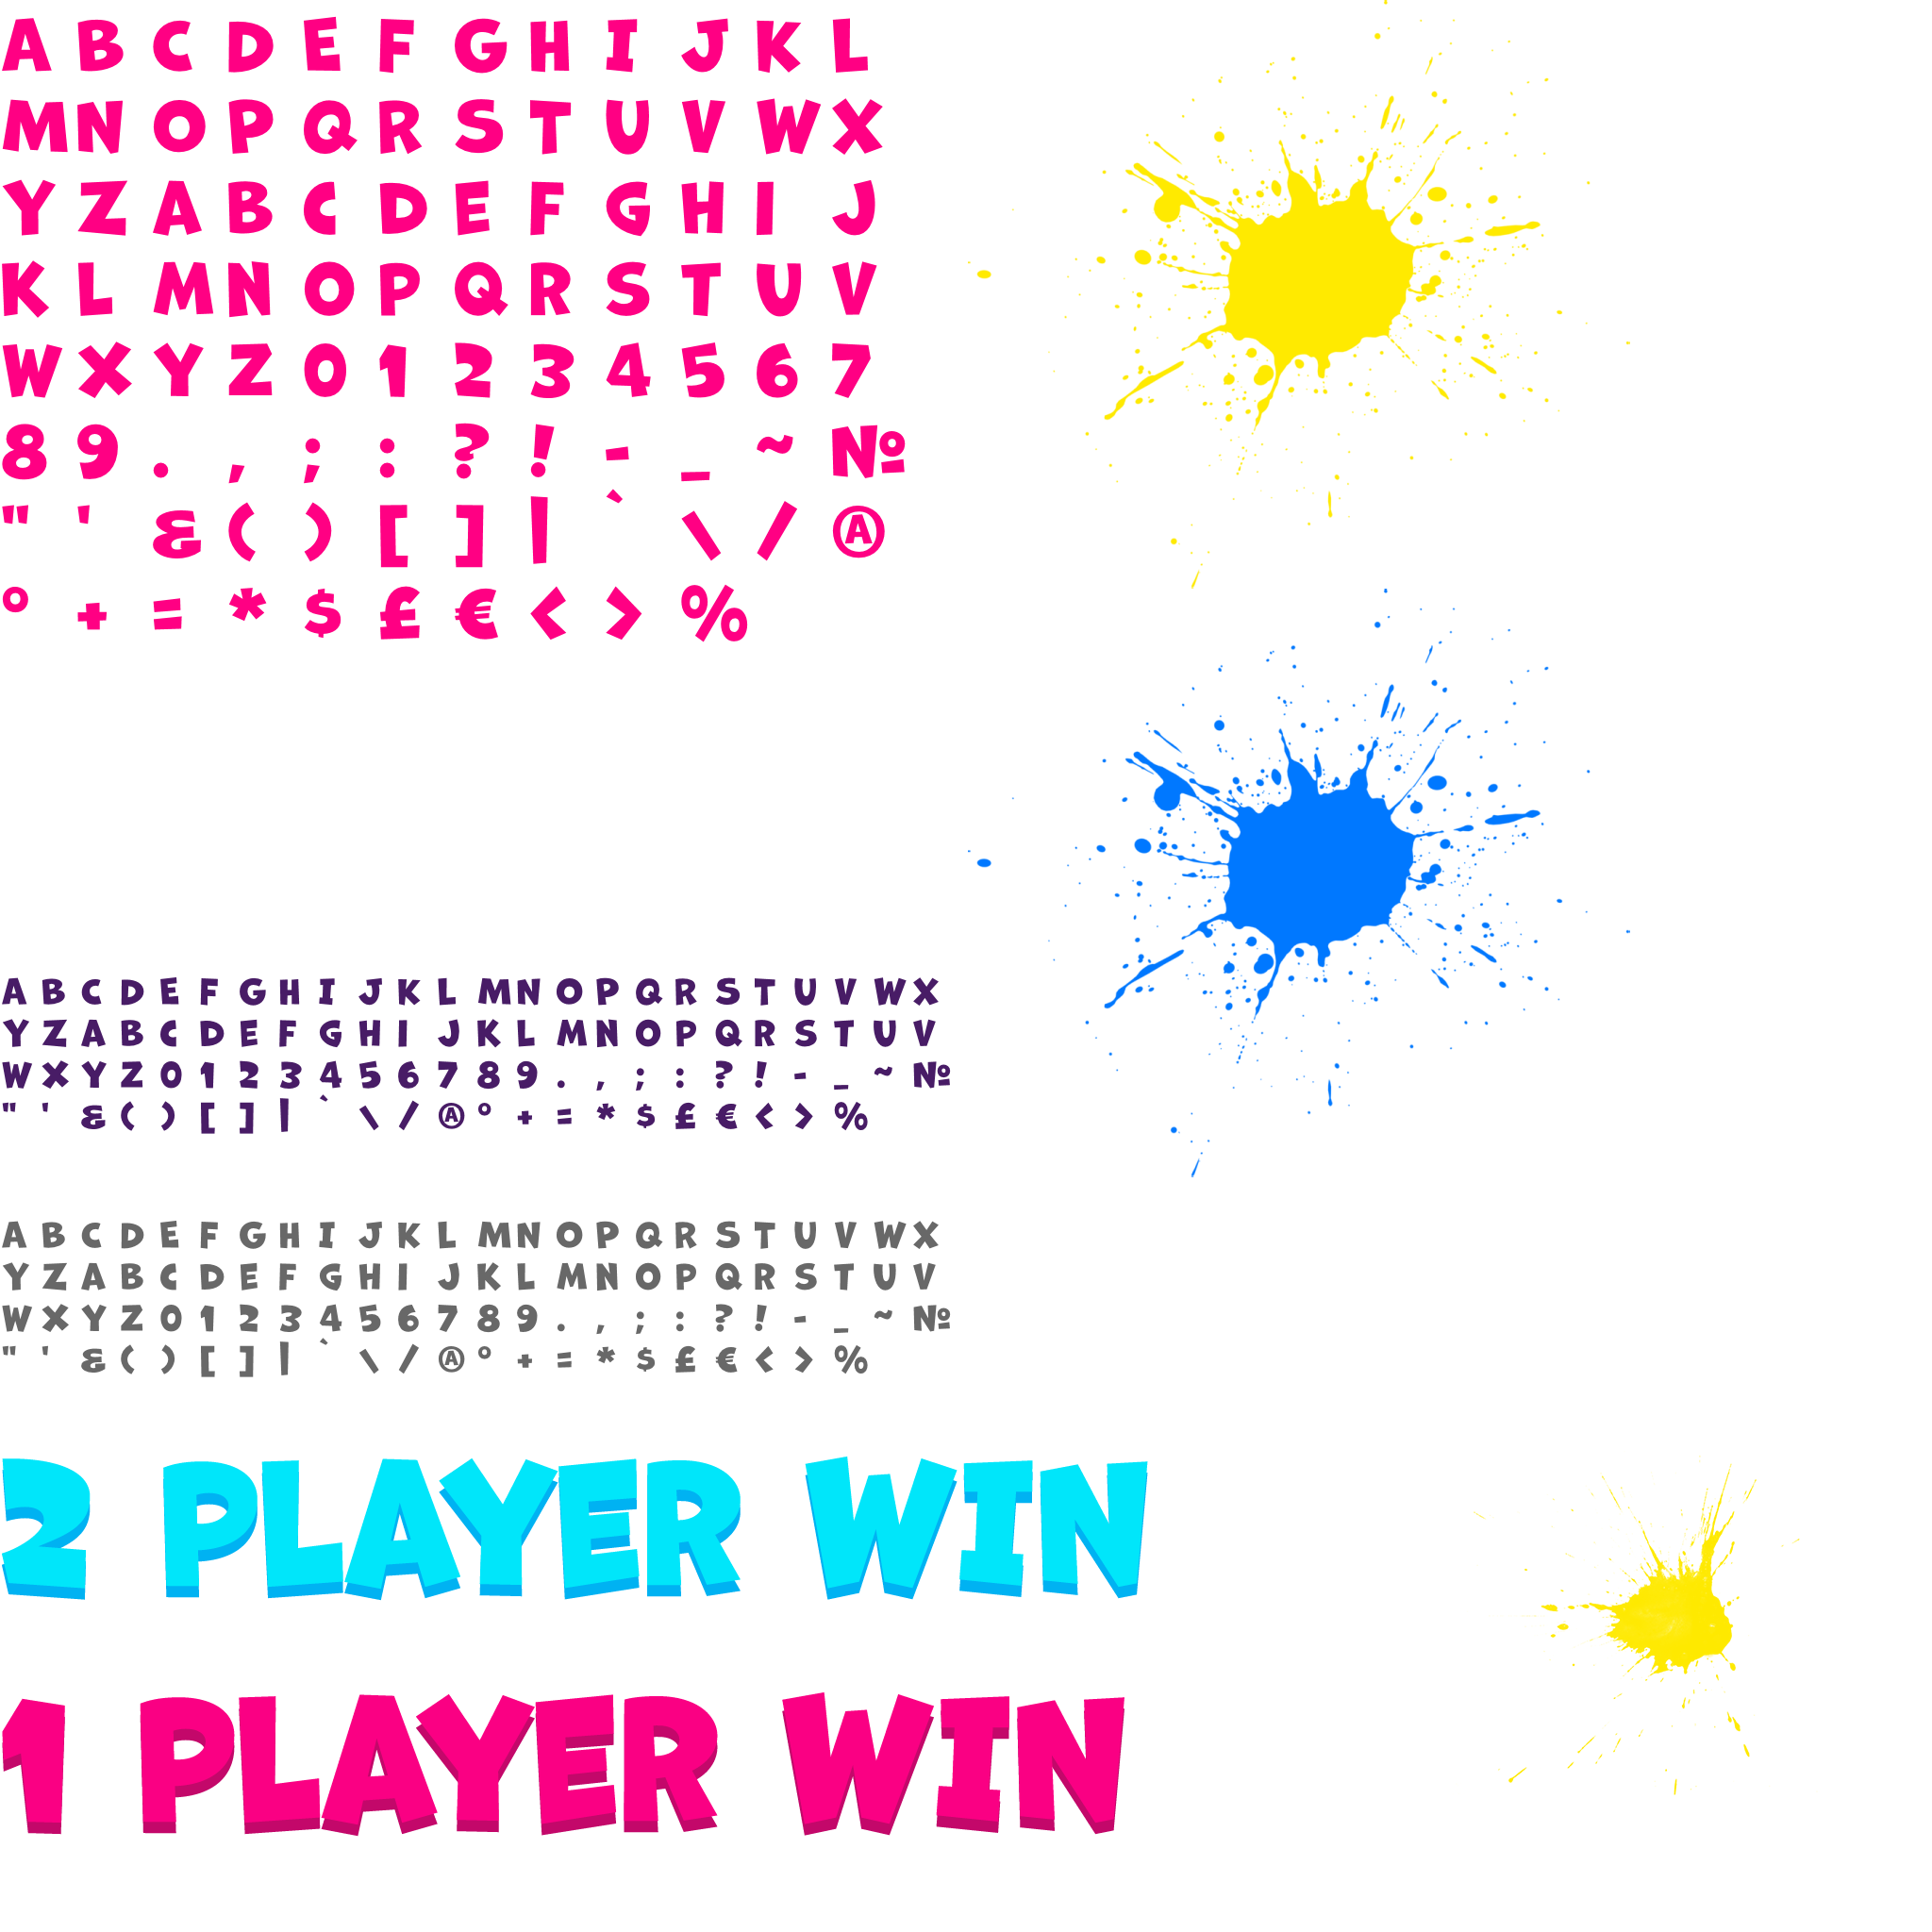 A B C D E F G H I J K L
M N O P Q R S T U V W X
Y Z A B C D E F G H I J
K L M N O P Q R S T U V
W X Y Z 0 1 2 3 4 5 6 7
8 9 . , ; : ? ! - _ ~ №
" ' & ( ) [ ] | ` \ / Ⓐ
° + = * $ £ € < > %
A B C D E F G H I J K L M N O P Q R S T U V W X
Y Z A B C D E F G H I J K L M N O P Q R S T U V
W X Y Z 0 1 2 3 4 5 6 7 8 9 . , ; : ? ! - _ ~ №
" ' & ( ) [ ] | ` \ / Ⓐ ° + = * $ £ € < > %
A B C D E F G H I J K L M N O P Q R S T U V W X
Y Z A B C D E F G H I J K L M N O P Q R S T U V
W X Y Z 0 1 2 3 4 5 6 7 8 9 . , ; : ? ! - _ ~ №
" ' & ( ) [ ] | ` \ / Ⓐ ° + = * $ £ € < > %
2 PLAYER WIN
1 PLAYER WIN